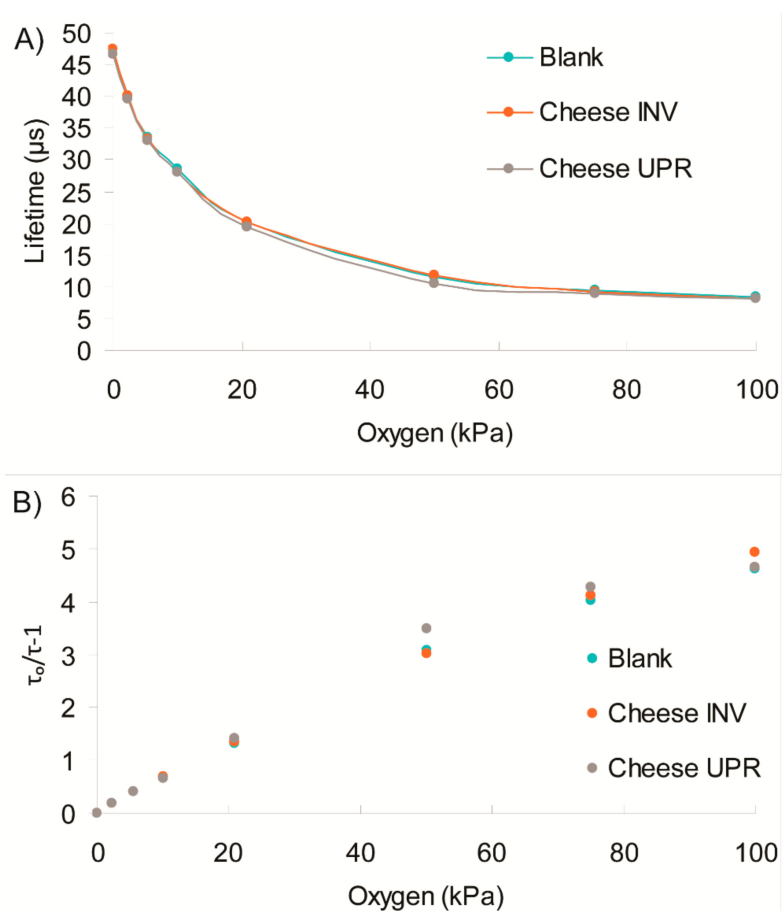 A)
50
45
40
35
30
25
20
15
10
5
0
Lifetime (µs)
Blank
Cheese INV
Cheese UPR
0 20 40 60 80 100
Oxygen (kPa)
B)
6
5
4
3
2
1
0
τₒ/τ-1
Blank
Cheese INV
Cheese UPR
0 20 40 60 80 100
Oxygen (kPa)